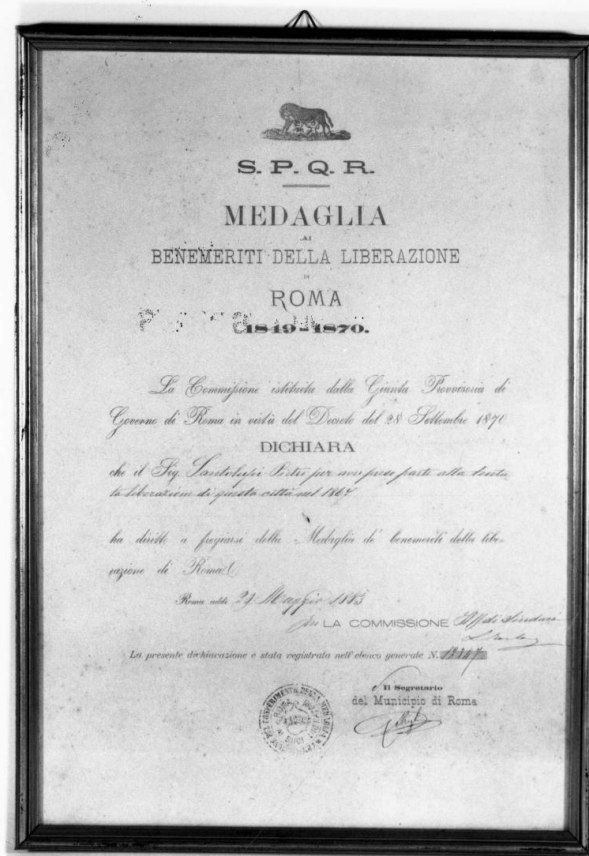 S. P. Q. R.
MEDAGLIA
AI
BENEMERITI DELLA LIBERAZIONE
DI
ROMA
1849-1870.
La Commissione istituita dalla Giunta Provvisoria di
Governo di Roma in virtù del Decreto del 28 Settembre 1870
DICHIARA
che il Sig. per aver preso parte alla tentata
liberazione di questa città nel 1867
ha diritto a fregiarsi della Medaglia de' benemeriti della libe-
razione di Roma
Roma addì 24 Maggio 1883
LA COMMISSIONE
La presente dichiarazione è stata registrata nell'elenco generale N.
Il Segretario
del Municipio di Roma